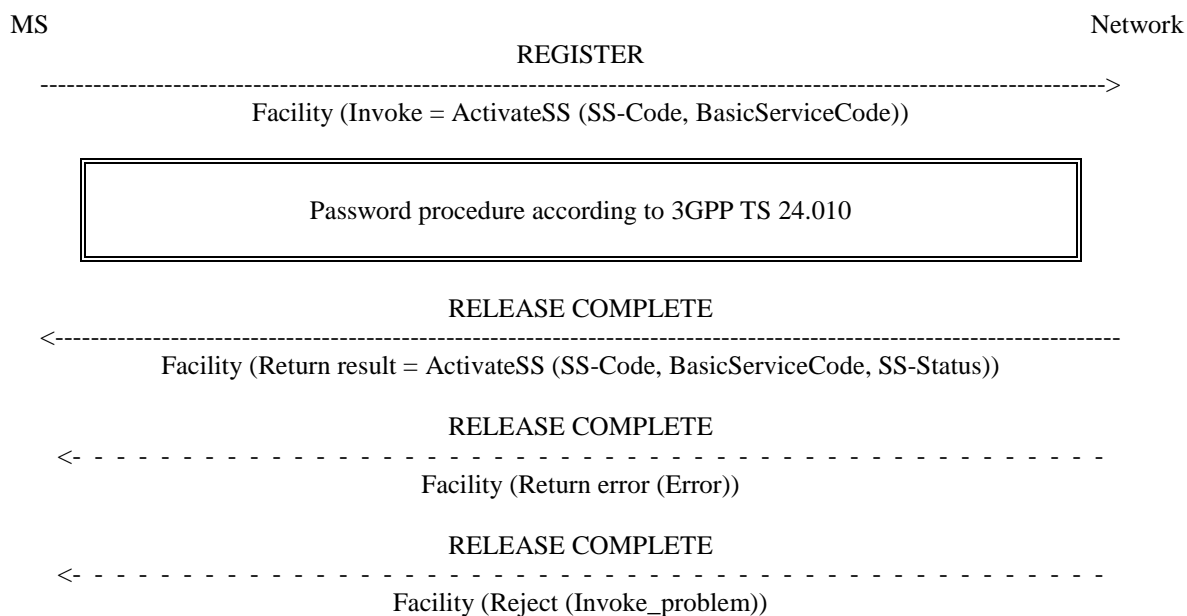 MS Network
REGISTER
Facility (Invoke = ActivateSS (SS-Code, BasicServiceCode))
Password procedure according to 3GPP TS 24.010
RELEASE COMPLETE
Facility (Return result = ActivateSS (SS-Code, BasicServiceCode, SS-Status))
RELEASE COMPLETE
Facility (Return error (Error))
RELEASE COMPLETE
Facility (Reject (Invoke_problem))